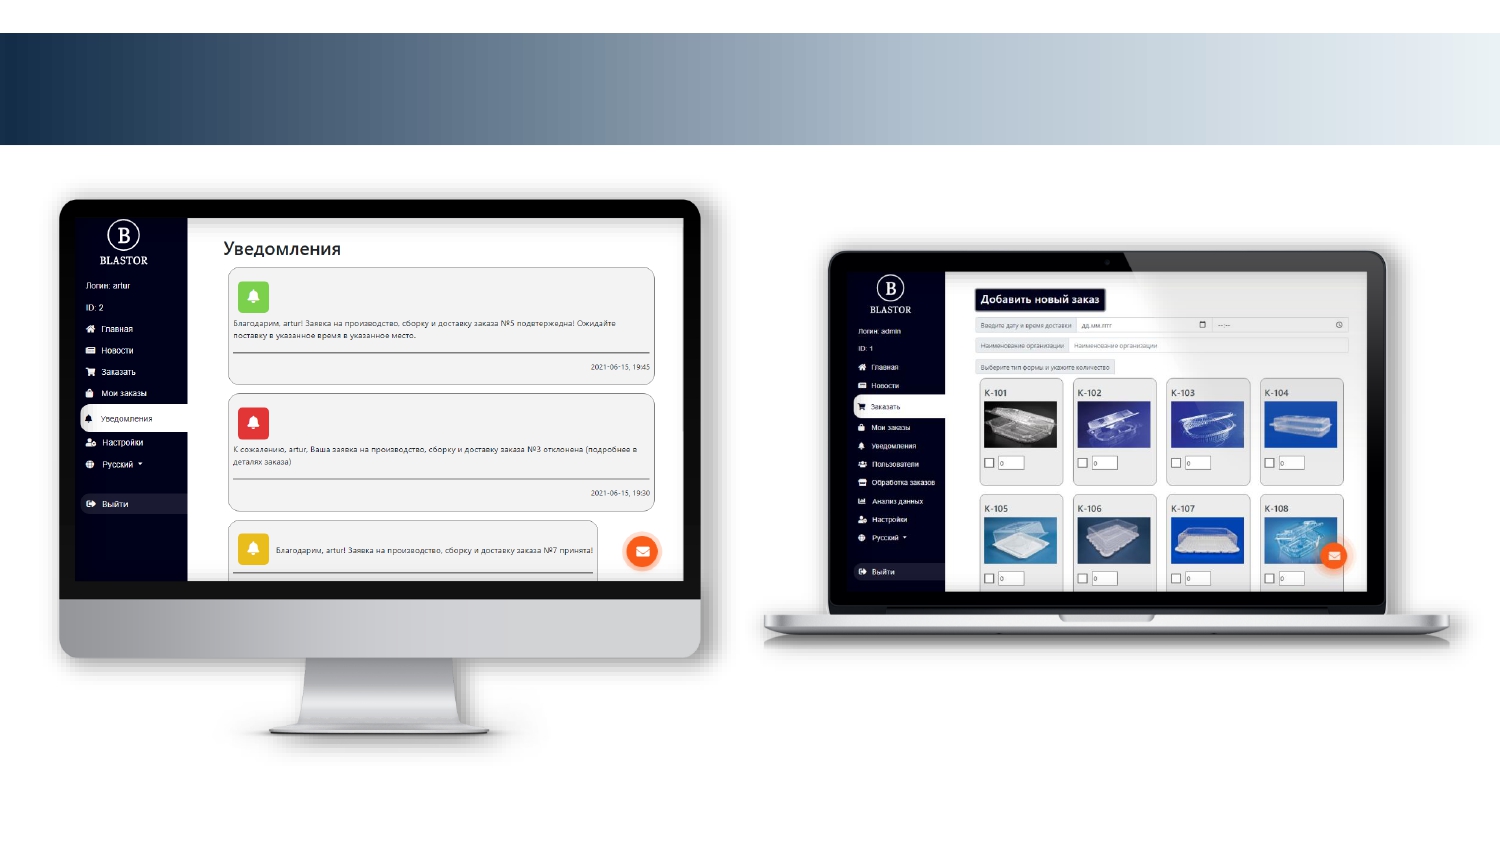 B
BLASTOR
Логин: artur
ID: 2
Главная
Новости
Заказать
Мои заказы
Уведомления
Настройки
Русский
Выйти
Уведомления
Благодарим, artur! Заявка на производство, сборку и доставку заказа №5 подвтержедна! Ожидайте
поставку в указанное время в указанное место.
2021-06-15, 19:45
К сожалению, artur, Ваша заявка на производство, сборку и доставку заказа №3 отклонена (подробнее в
деталях заказа)
2021-06-15, 19:30
Благодарим, artur! Заявка на производство, сборку и доставку заказа №7 принята!
B
BLASTOR
Логин: admin
ID: 1
Главная
Новости
Заказать
Мои заказы
Уведомления
Пользователи
Обработка заказов
Анализ данных
Настройки
Русский
Выйти
Добавить новый заказ
Введите дату и время доставки дд.мм.гггг --:--
Наименование организации Наименование организации
Выберите тип формы и укажите количество
К-101 К-102 К-103 К-104
0 0 0 0
К-105 К-106 К-107 К-108
0 0 0 0